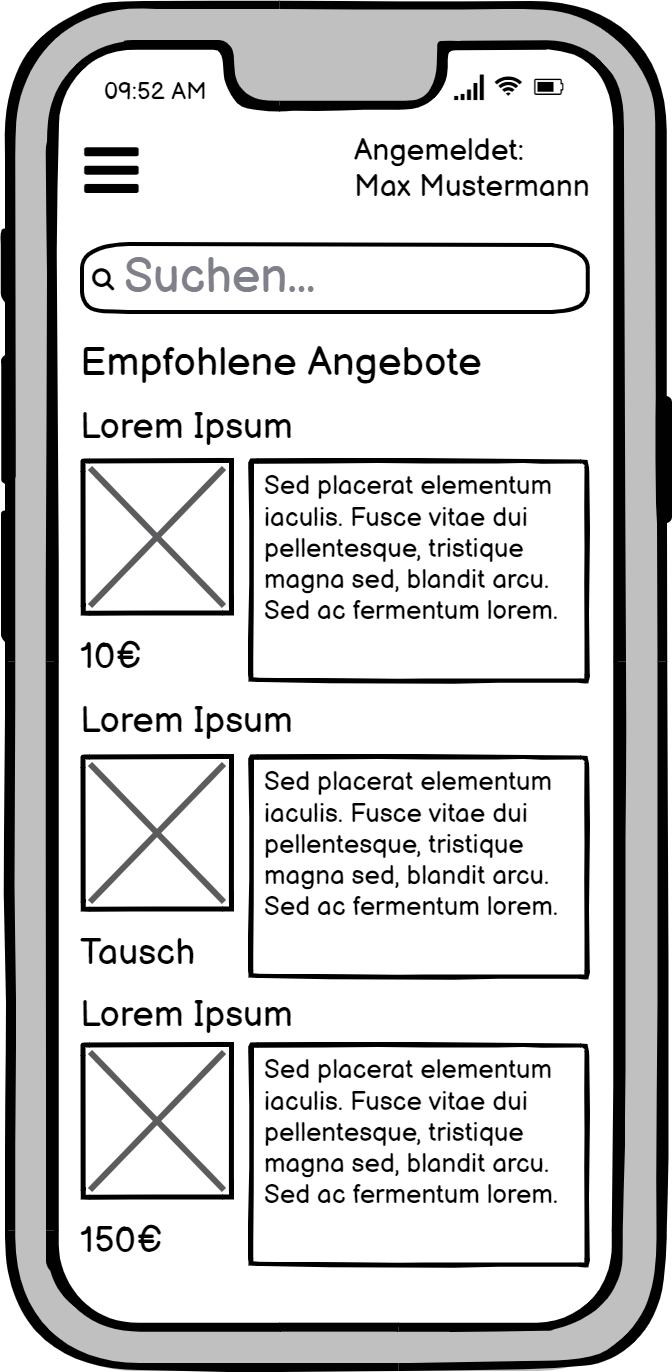 09:52 AM
Angemeldet:
Max Mustermann
Suchen...
Empfohlene Angebote
Lorem Ipsum
Sed placerat elementum
iaculis. Fusce vitae dui
pellentesque, tristique
magna sed, blandit arcu.
Sed ac fermentum lorem.
10€
Lorem Ipsum
Sed placerat elementum
iaculis. Fusce vitae dui
pellentesque, tristique
magna sed, blandit arcu.
Sed ac fermentum lorem.
Tausch
Lorem Ipsum
Sed placerat elementum
iaculis. Fusce vitae dui
pellentesque, tristique
magna sed, blandit arcu.
Sed ac fermentum lorem.
150€